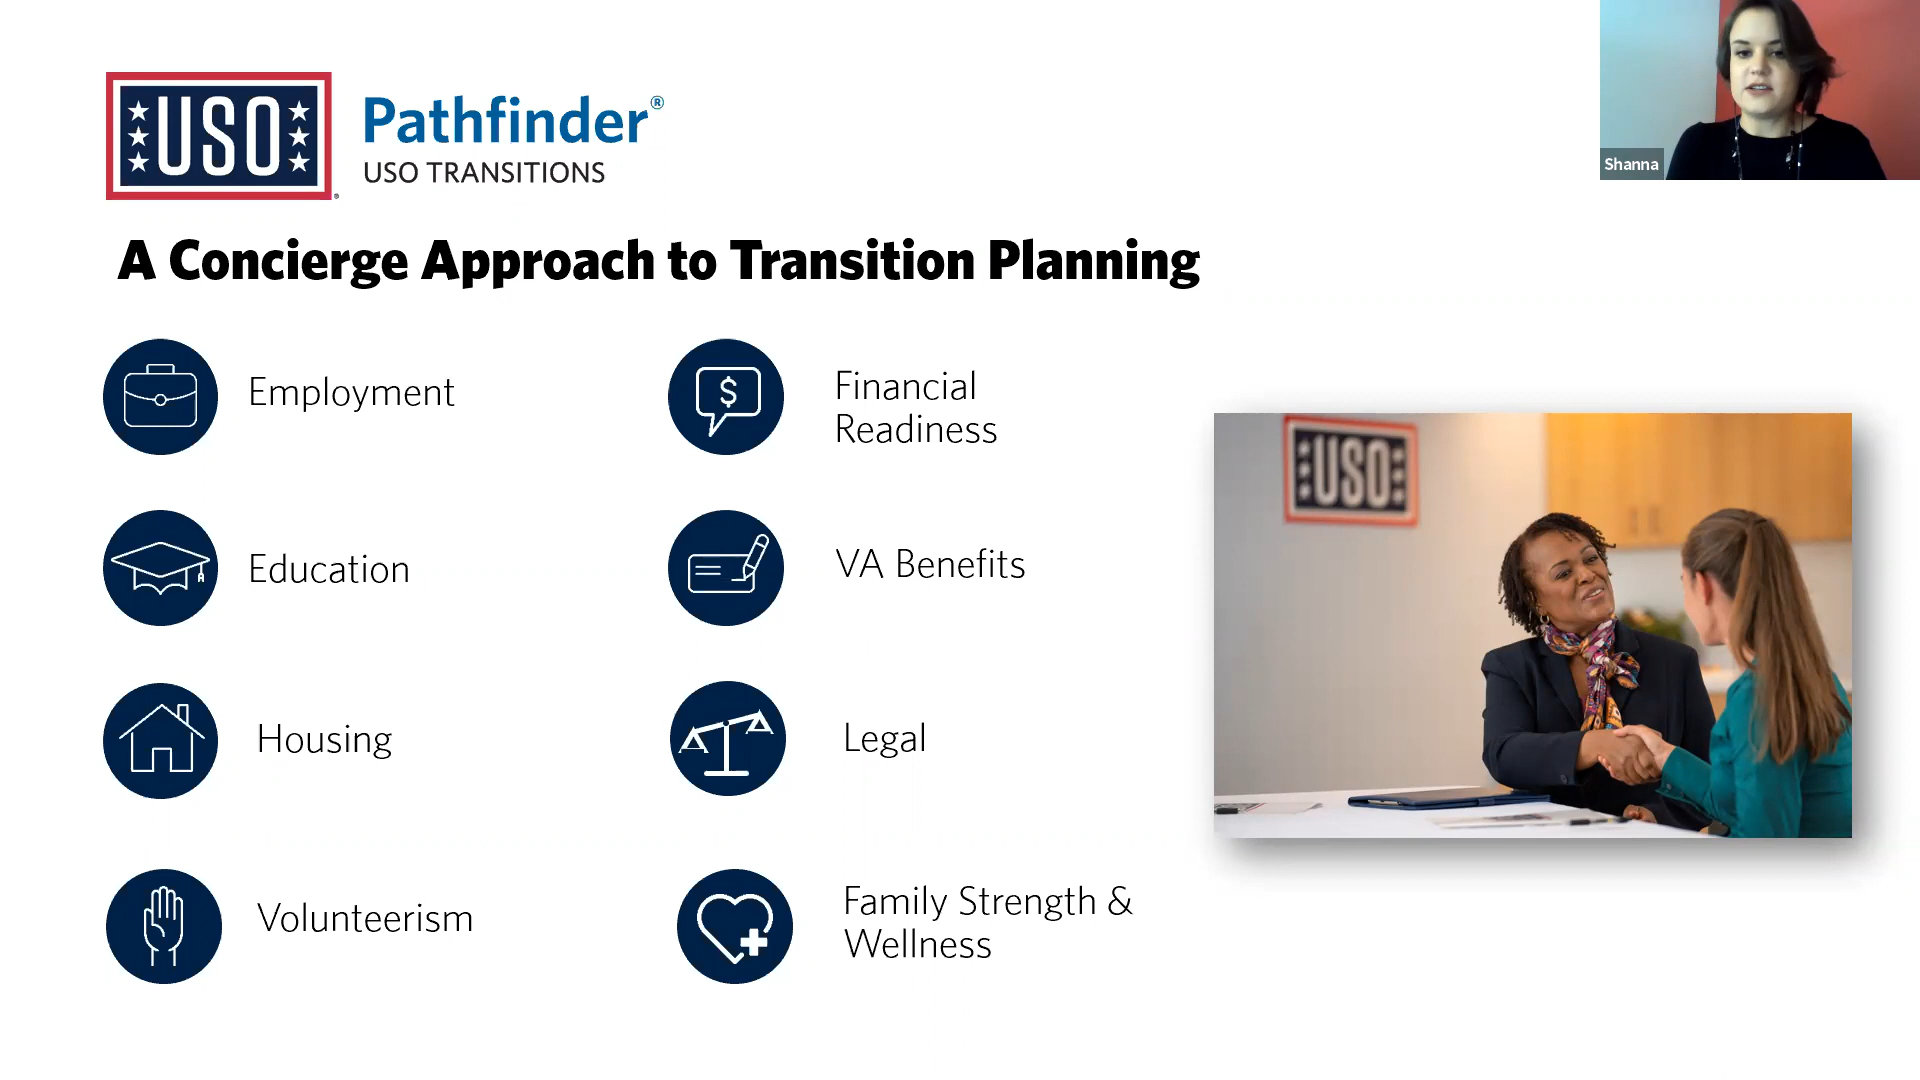 USO
®
Pathfinder®
USO TRANSITIONS
Shanna
A Concierge Approach to Transition Planning
Employment
Financial
Readiness
USO
Education
VA Benefits
Housing
Legal
Volunteerism
Family Strength &
Wellness